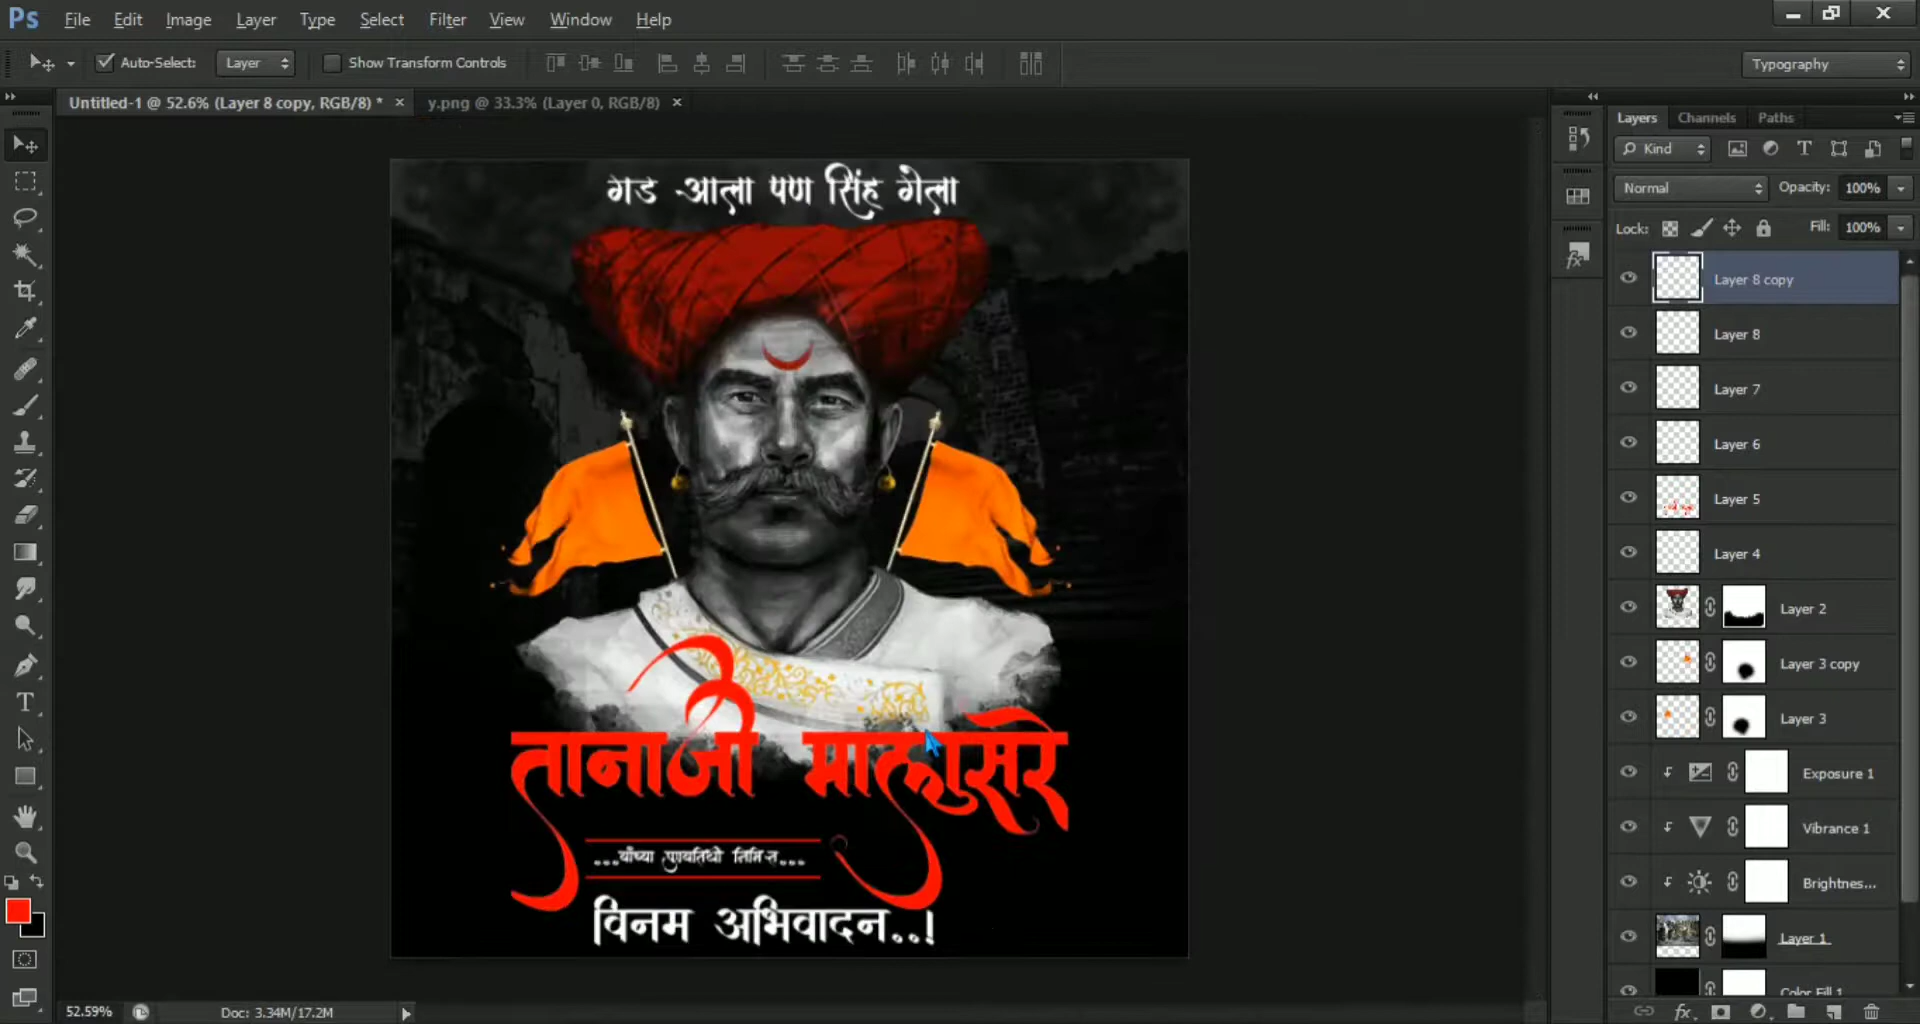 Ps File Edit Image Layer Type Select Filter View Window Help
Auto-Select: Layer Show Transform Controls Typography
Untitled-1 @ 52.6% (Layer 8 copy, RGB/8) * × y.png @ 33.3% (Layer 0, RGB/8) ×
Layers Channels Paths
Kind
Normal Opacity: 100%
Lock: Fill: 100%
Layer 8 copy
Layer 8
Layer 7
Layer 6
Layer 5
Layer 4
Layer 2
Layer 3 copy
Layer 3
Exposure 1
Vibrance 1
Brightnes...
Layer 1
Color Fill 1
गड आला पण सिंह गेला
तानाजी मालुसरे
...यांच्या पुण्यतिथी निमित्त...
विनम अभिवादन..!
52.59% Doc: 3.34M/17.2M